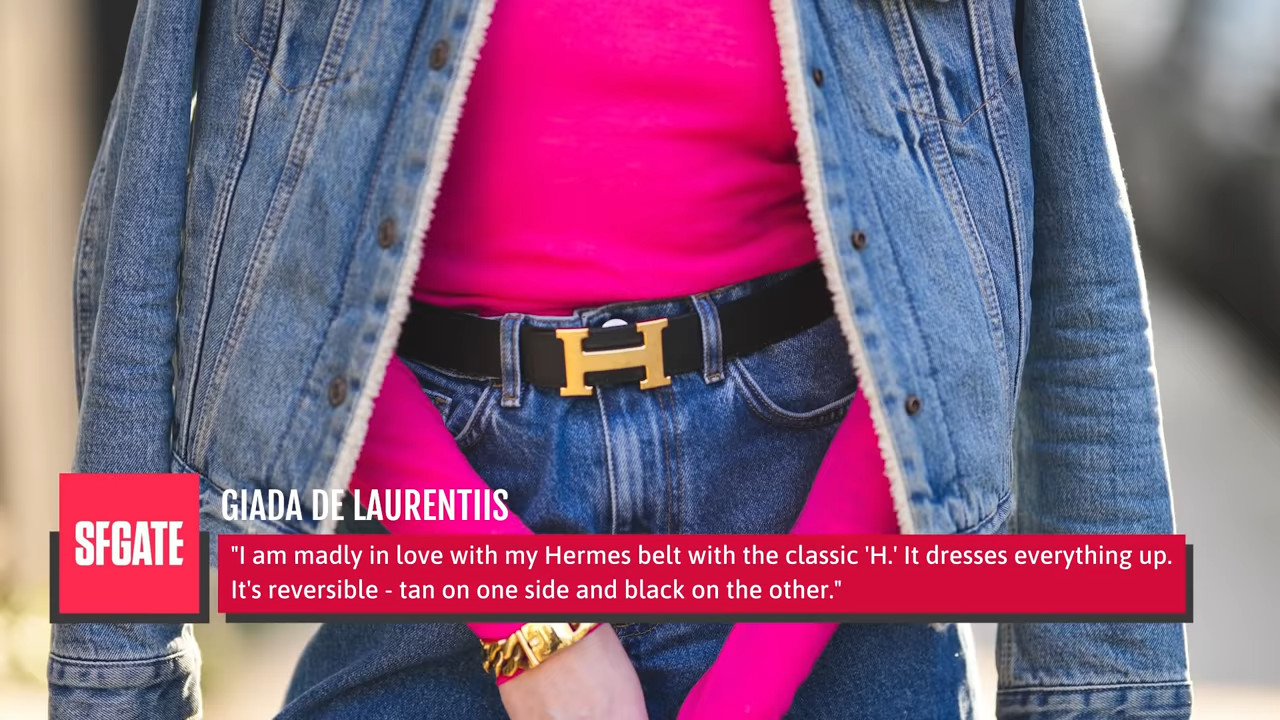 GIADA DE LAURENTIIS
SFGATE
"I am madly in love with my Hermes belt with the classic 'H.' It dresses everything up.
It's reversible - tan on one side and black on the other."